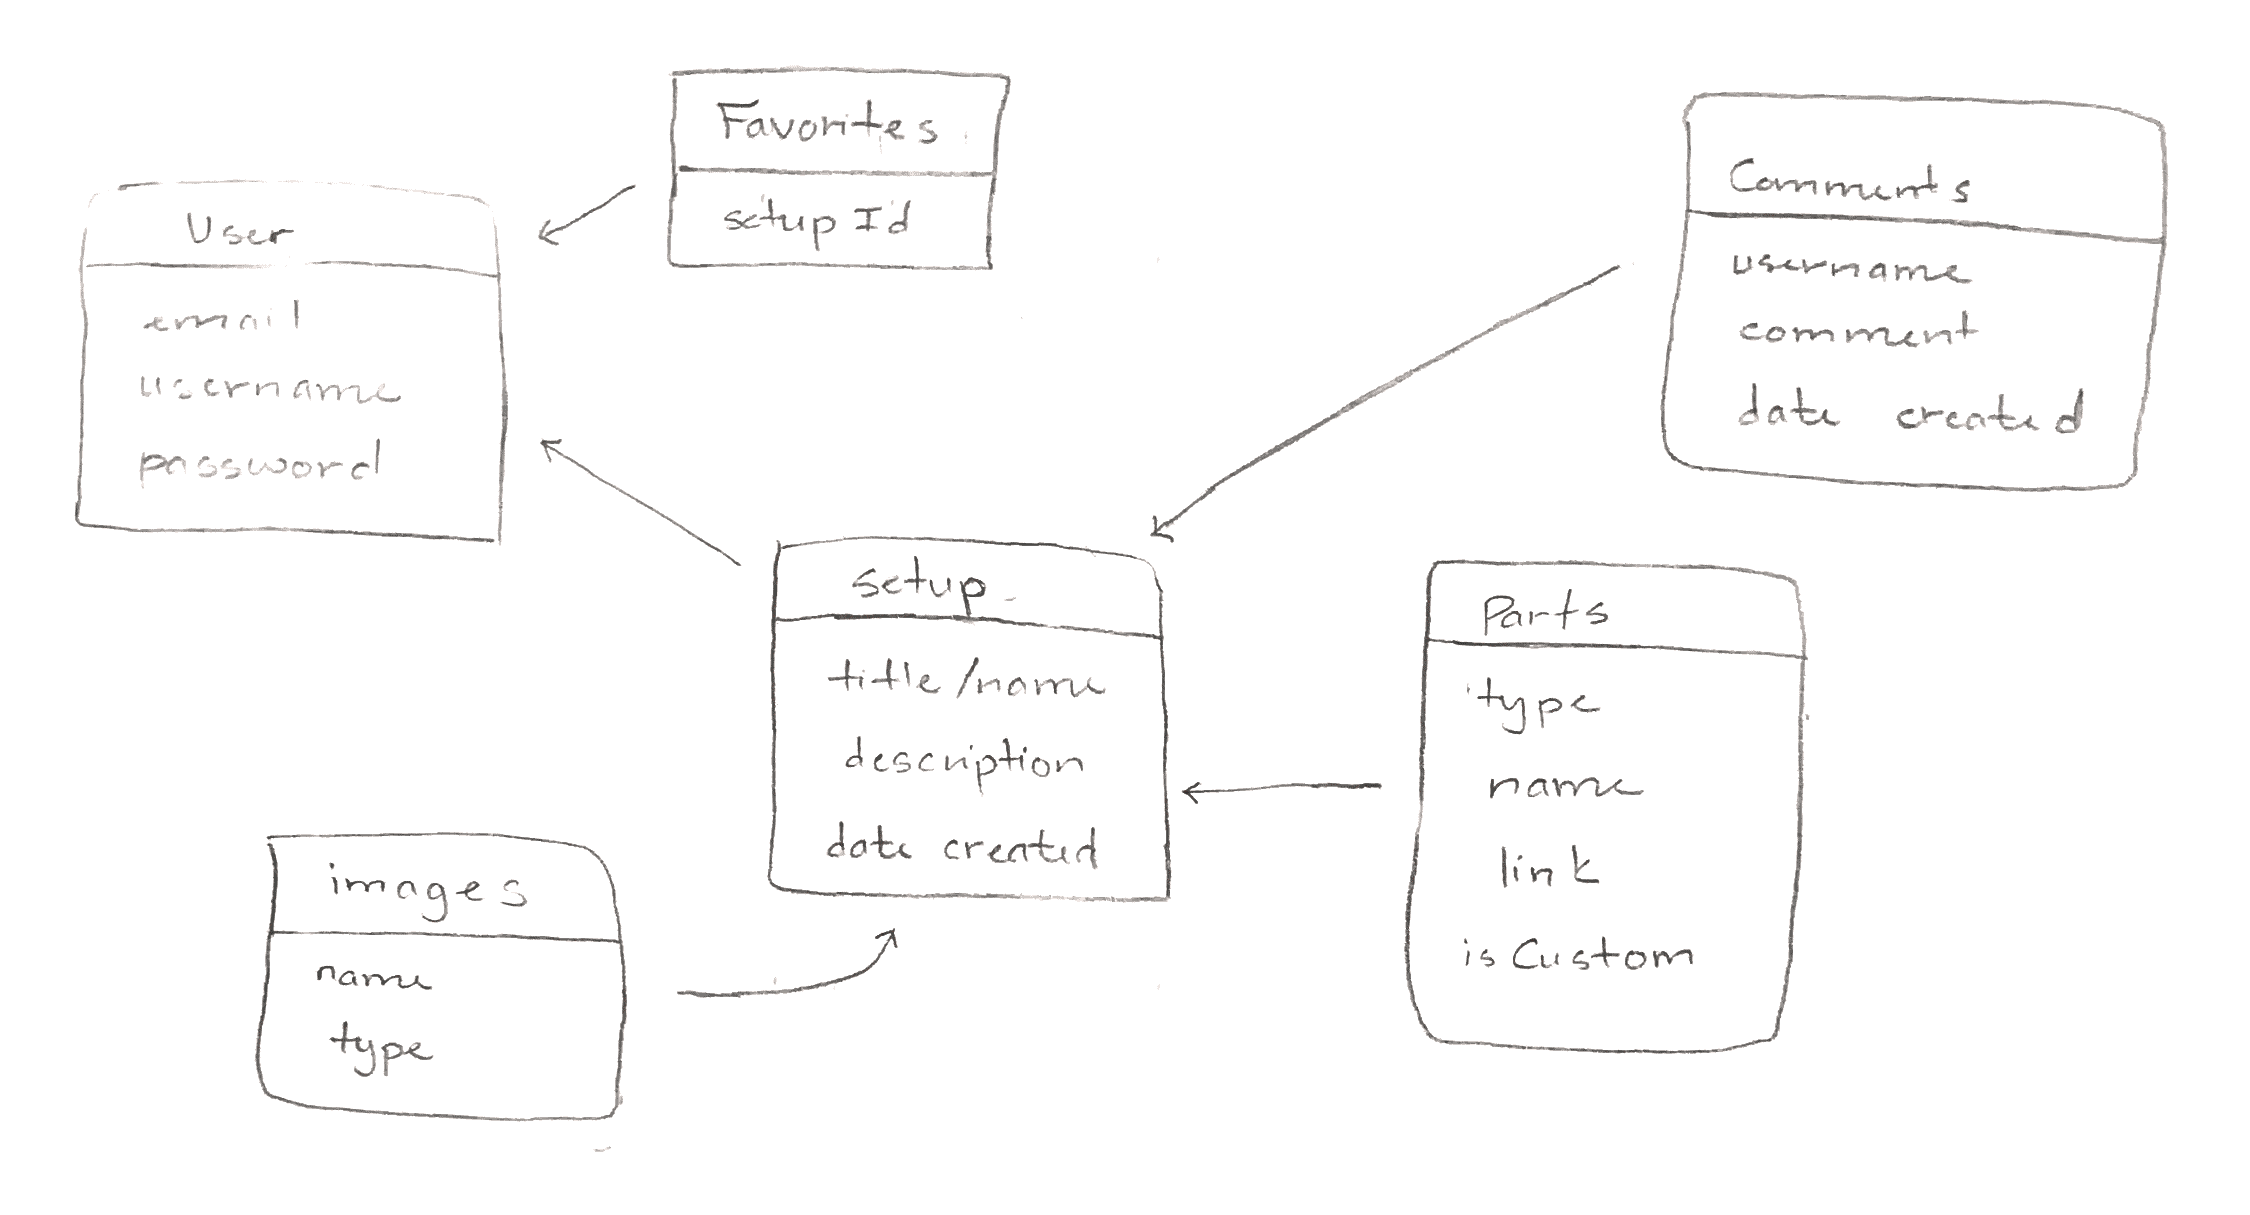 Favorites
setup Id
User
email
username
password
Comments
username
comment
date created
setup
title/name
description
date created
Parts
type
name
link
is Custom
images
name
type